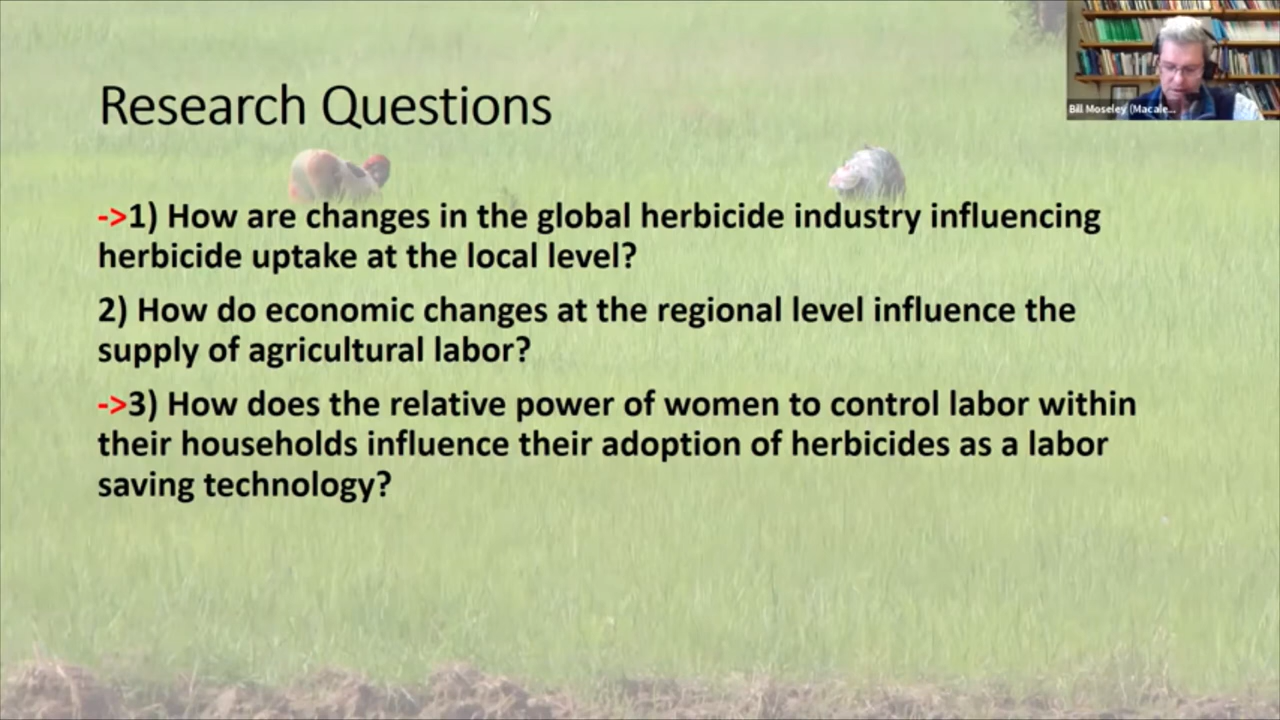 Bill Moseley (Macale...
Research Questions
->1) How are changes in the global herbicide industry influencing
herbicide uptake at the local level?
2) How do economic changes at the regional level influence the
supply of agricultural labor?
->3) How does the relative power of women to control labor within
their households influence their adoption of herbicides as a labor
saving technology?